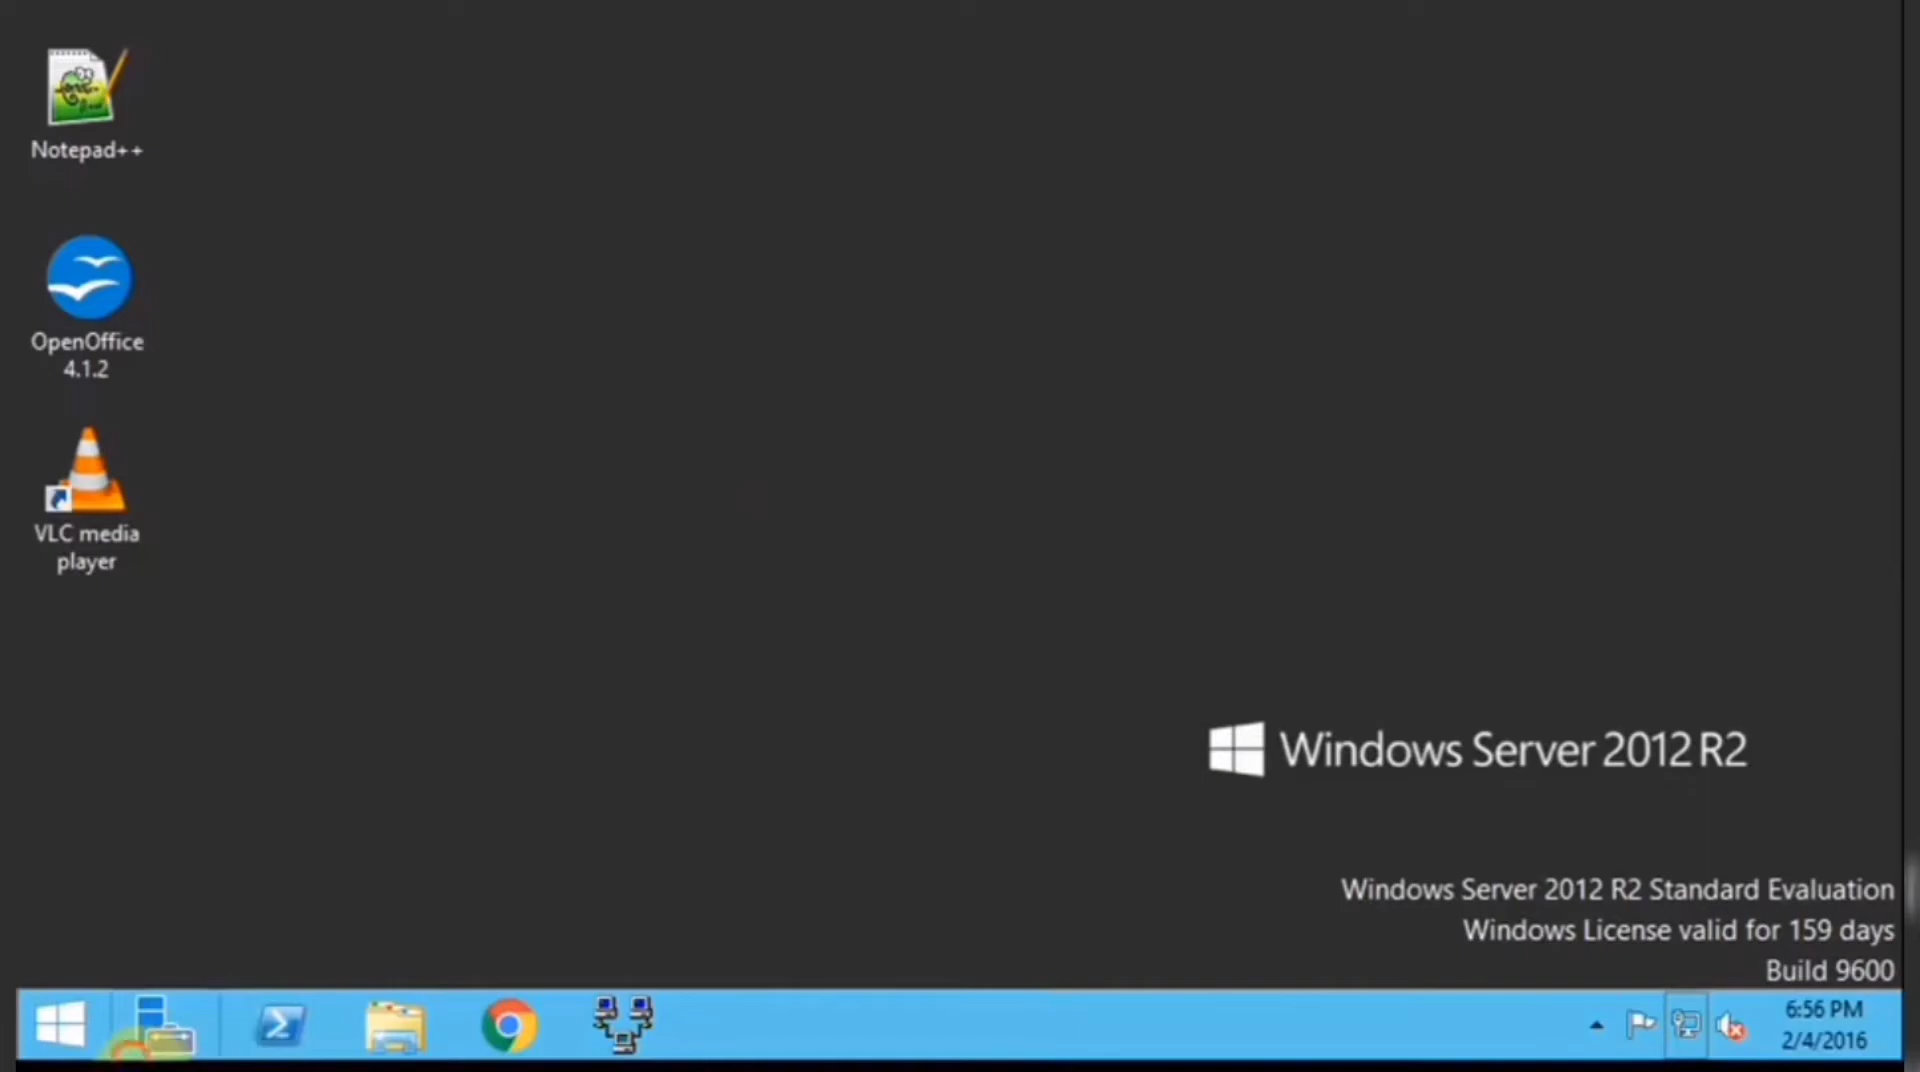 Notepad++
OpenOffice
4.1.2
VLC media
player
Windows Server 2012 R2
Windows Server 2012 R2 Standard Evaluation
Windows License valid for 159 days
Build 9600
6:56 PM
2/4/2016